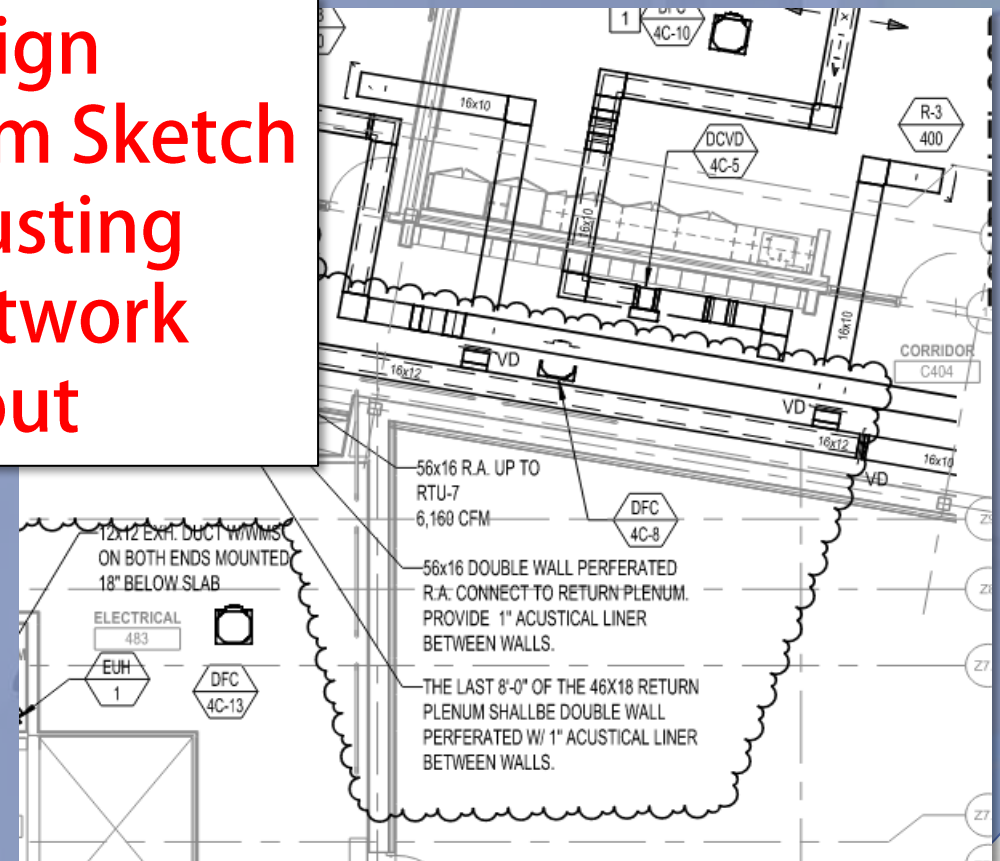 ign
m Sketch
usting
twork
out
1
4C-10
16x10
DCVD
4C-5
R-3
400
16x10
16x10
CORRIDOR
C404
VD
16x12
VD
16x12
16x10
VD
56x16 R.A. UP TO
RTU-7
6,160 CFM
DFC
4C-8
12x12 EXH. DUCT W/WMS
ON BOTH ENDS MOUNTED
18" BELOW SLAB
56x16 DOUBLE WALL PERFERATED
R.A. CONNECT TO RETURN PLENUM.
PROVIDE 1" ACUSTICAL LINER
BETWEEN WALLS.
ELECTRICAL
483
EUH
1
DFC
4C-13
THE LAST 8'-0" OF THE 46X18 RETURN
PLENUM SHALLBE DOUBLE WALL
PERFERATED W/ 1" ACUSTICAL LINER
BETWEEN WALLS.